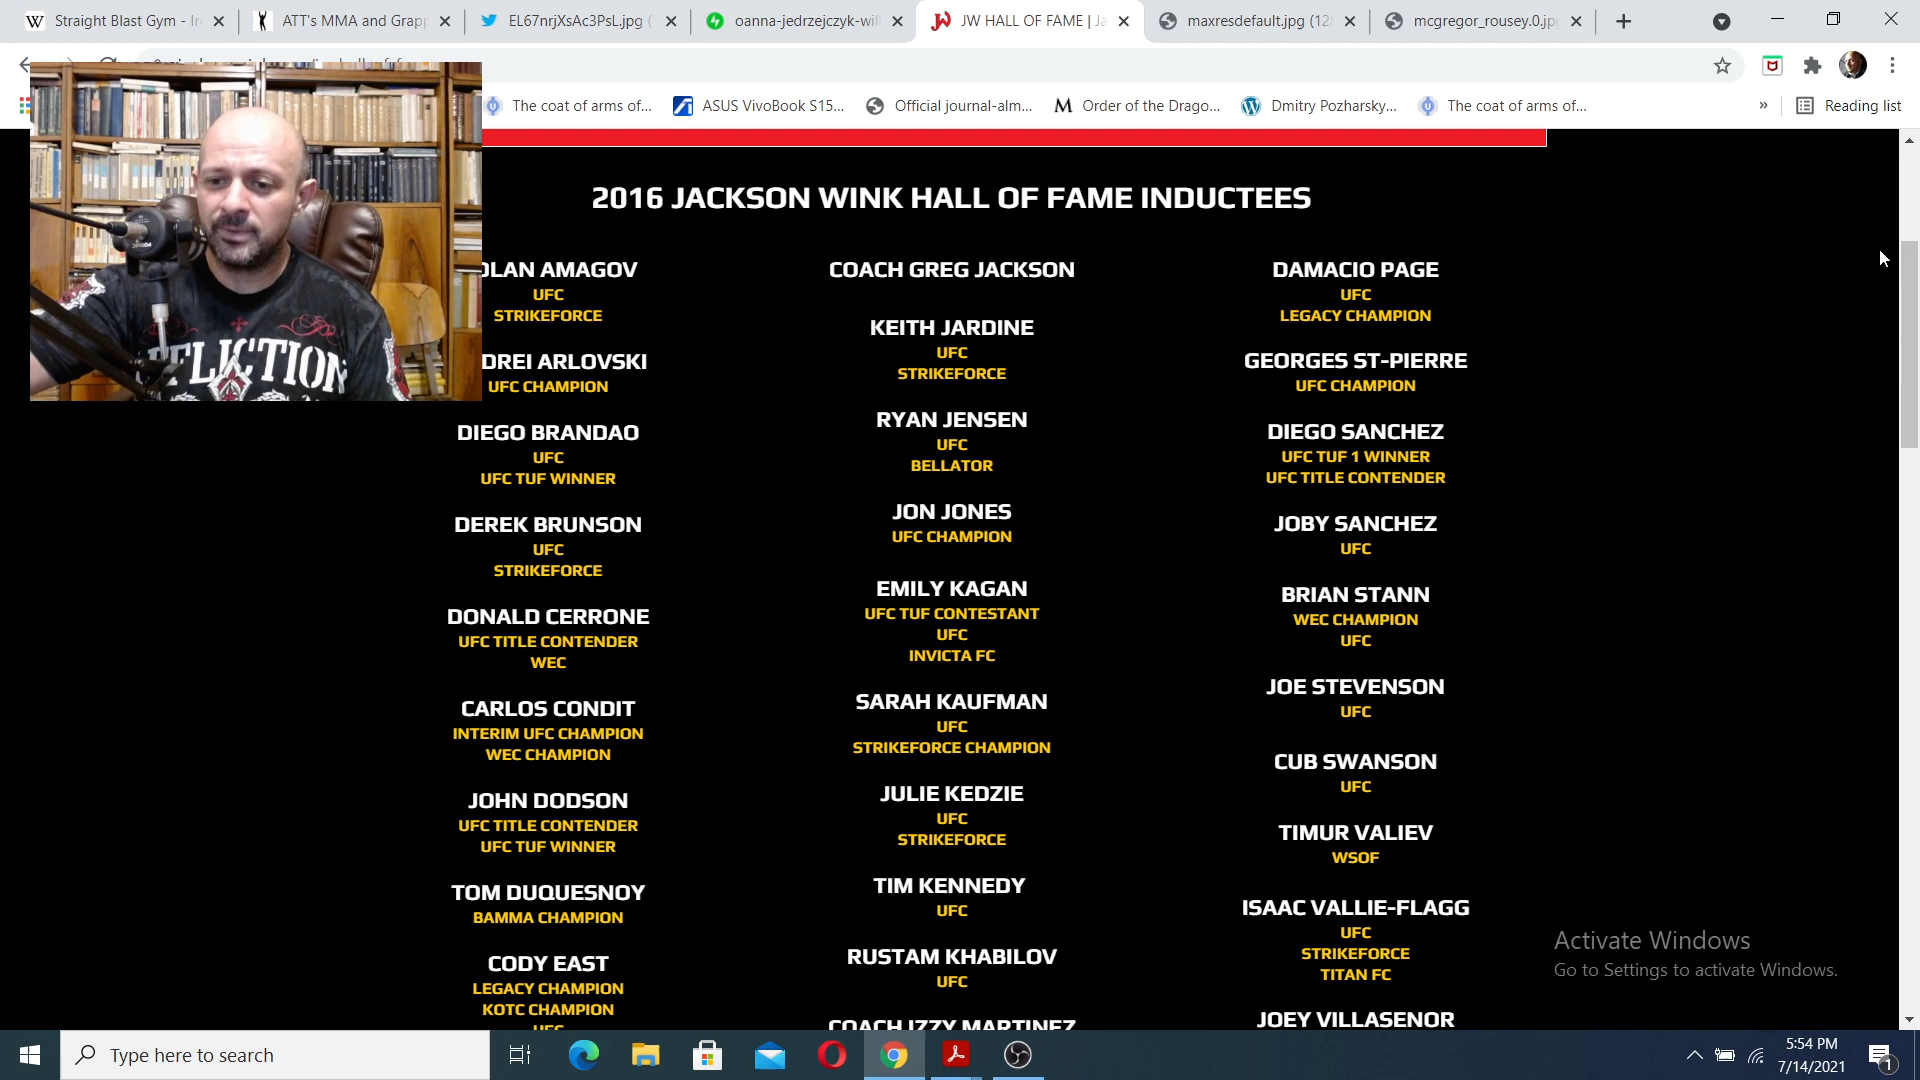 Straight Blast Gym - Ir
ATT's MMA and Grapp
EL67nrjXsAc3PsL.jpg (
oanna-jedrzejczyk-will
JW HALL OF FAME | Ja
maxresdefault.jpg (128
mcgregor_rousey.0.jpg
The coat of arms of...
ASUS VivoBook S15...
Official journal-alm...
Order of the Drago...
Dmitry Pozharsky...
The coat of arms of...
»
Reading list
2016 JACKSON WINK HALL OF FAME INDUCTEES
OLAN AMAGOV
UFC
STRIKEFORCE
DREI ARLOVSKI
UFC CHAMPION
DIEGO BRANDAO
UFC
UFC TUF WINNER
DEREK BRUNSON
UFC
STRIKEFORCE
DONALD CERRONE
UFC TITLE CONTENDER
WEC
CARLOS CONDIT
INTERIM UFC CHAMPION
WEC CHAMPION
JOHN DODSON
UFC TITLE CONTENDER
UFC TUF WINNER
TOM DUQUESNOY
BAMMA CHAMPION
CODY EAST
LEGACY CHAMPION
KOTC CHAMPION
UFC
COACH GREG JACKSON
KEITH JARDINE
UFC
STRIKEFORCE
RYAN JENSEN
UFC
BELLATOR
JON JONES
UFC CHAMPION
EMILY KAGAN
UFC TUF CONTESTANT
UFC
INVICTA FC
SARAH KAUFMAN
UFC
STRIKEFORCE CHAMPION
JULIE KEDZIE
UFC
STRIKEFORCE
TIM KENNEDY
UFC
RUSTAM KHABILOV
UFC
COACH IZZY MARTINEZ
DAMACIO PAGE
UFC
LEGACY CHAMPION
GEORGES ST-PIERRE
UFC CHAMPION
DIEGO SANCHEZ
UFC TUF 1 WINNER
UFC TITLE CONTENDER
JOBY SANCHEZ
UFC
BRIAN STANN
WEC CHAMPION
UFC
JOE STEVENSON
UFC
CUB SWANSON
UFC
TIMUR VALIEV
WSOF
ISAAC VALLIE-FLAGG
UFC
STRIKEFORCE
TITAN FC
JOEY VILLASENOR
FFLICTION
Activate Windows
Go to Settings to activate Windows.
Type here to search
5:54 PM
7/14/2021
1